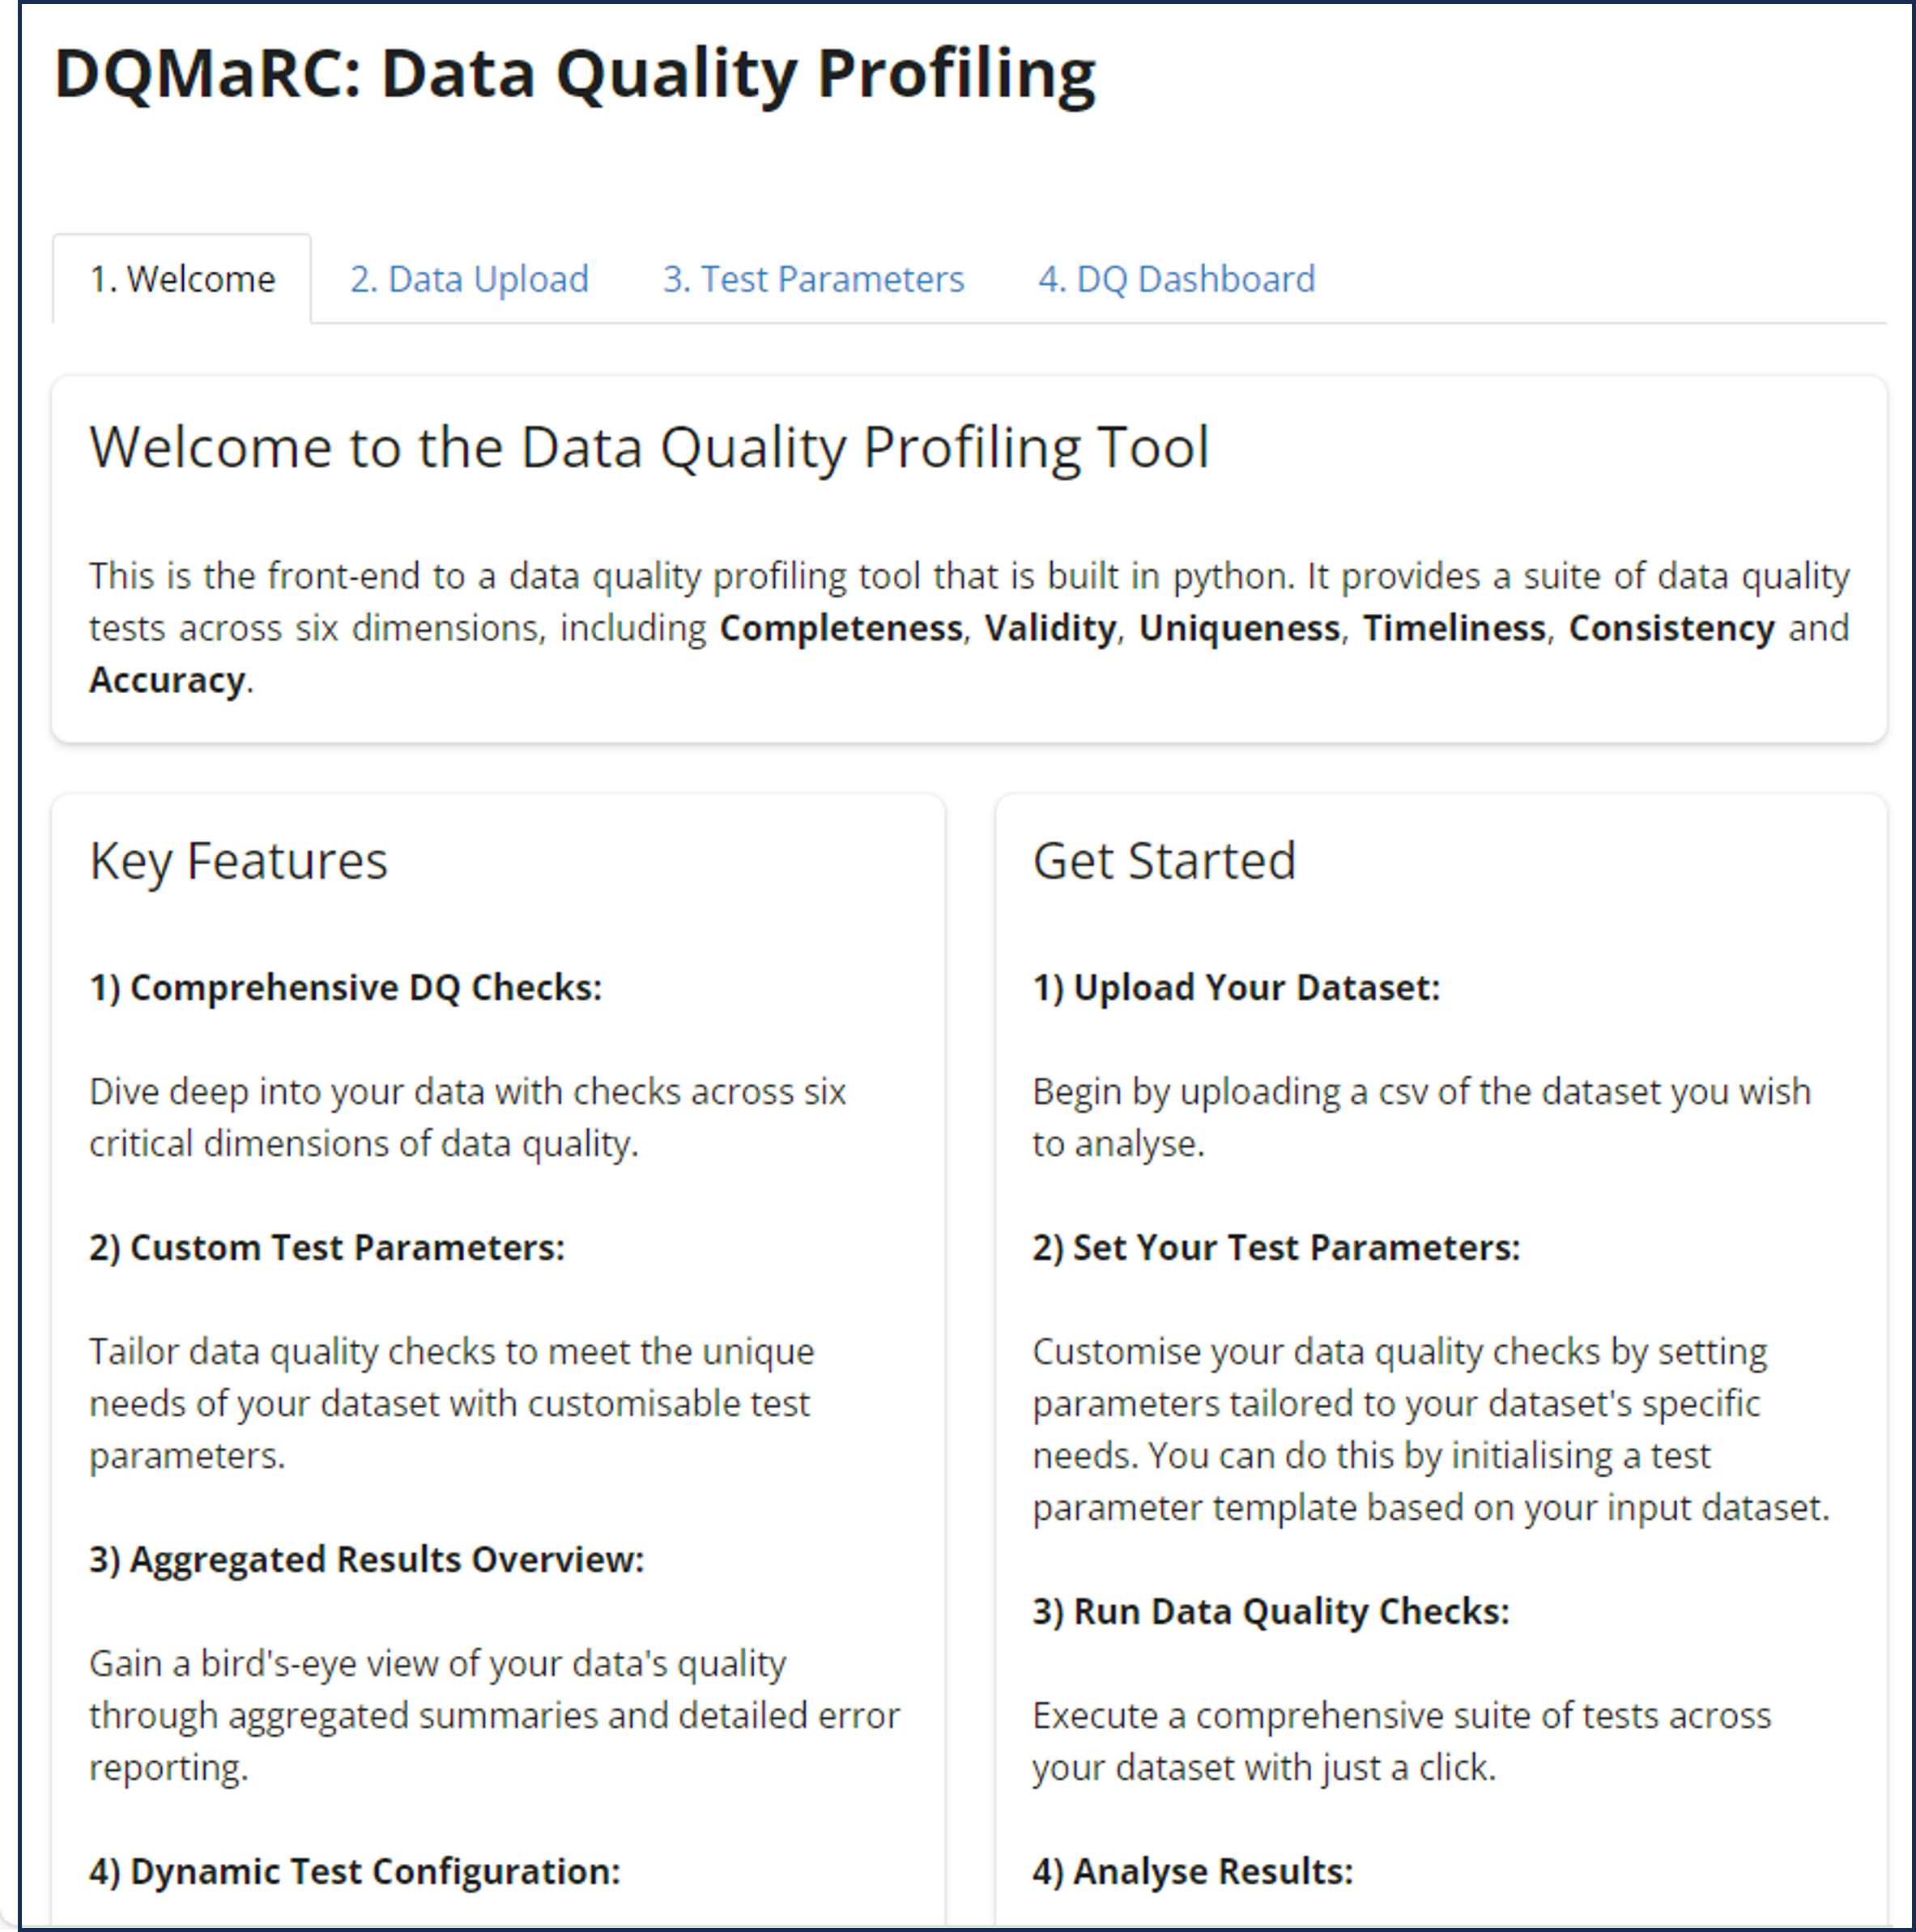 DQMaRC: Data Quality Profiling
1. Welcome
2. Data Upload
3. Test Parameters
4. DQ Dashboard
Welcome to the Data Quality Profiling Tool
This is the front-end to a data quality profiling tool that is built in python. It provides a suite of data quality
tests across six dimensions, including Completeness, Validity, Uniqueness, Timeliness, Consistency and
Accuracy.
Key Features
1) Comprehensive DQ Checks:
Dive deep into your data with checks across six
critical dimensions of data quality.
2) Custom Test Parameters:
Tailor data quality checks to meet the unique
needs of your dataset with customisable test
parameters.
3) Aggregated Results Overview:
Gain a bird's-eye view of your data's quality
through aggregated summaries and detailed error
reporting.
4) Dynamic Test Configuration:
Get Started
1) Upload Your Dataset:
Begin by uploading a csv of the dataset you wish
to analyse.
2) Set Your Test Parameters:
Customise your data quality checks by setting
parameters tailored to your dataset's specific
needs. You can do this by initialising a test
parameter template based on your input dataset.
3) Run Data Quality Checks:
Execute a comprehensive suite of tests across
your dataset with just a click.
4) Analyse Results: